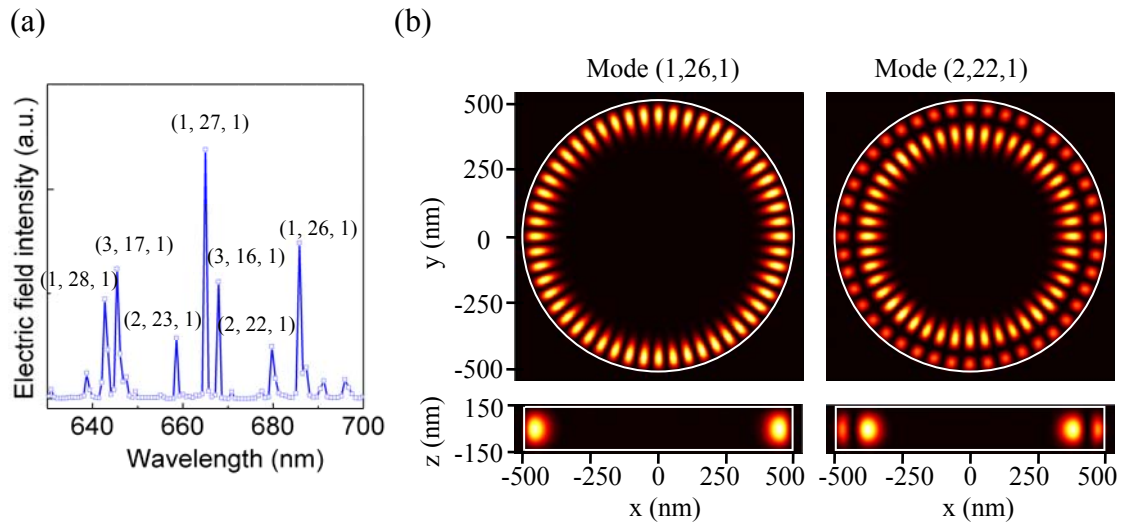 (a)
(b)
Electric field intensity (a.u.)
(1, 27, 1)
(1, 26, 1)
(3, 17, 1)
(3, 16, 1)
(1, 28, 1)
(2, 23, 1)
(2, 22, 1)
640
660
680
700
Wavelength (nm)
Mode (1,26,1)
Mode (2,22,1)
y (nm)
500
250
0
-250
-500
z (nm)
150
-150
-500
-250
0
250
500
-500
-250
0
250
500
x (nm)
x (nm)